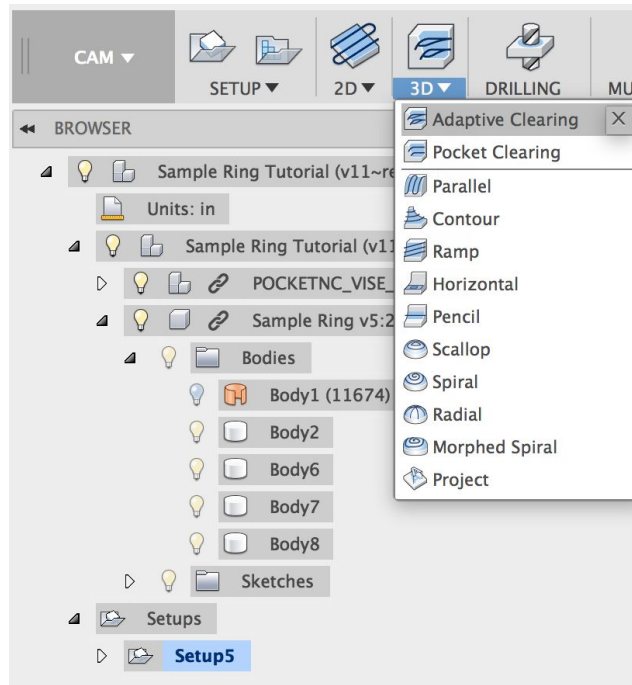 CAM
SETUP 2D 3D DRILLING MU
BROWSER
Adaptive Clearing
Pocket Clearing
Parallel
Contour
Ramp
Horizontal
Pencil
Scallop
Spiral
Radial
Morphed Spiral
Project
Sample Ring Tutorial (v11~re
Units: in
Sample Ring Tutorial (v11
POCKETNC_VISE_
Sample Ring v5:2
Bodies
Body1 (11674)
Body2
Body6
Body7
Body8
Sketches
Setups
Setup5